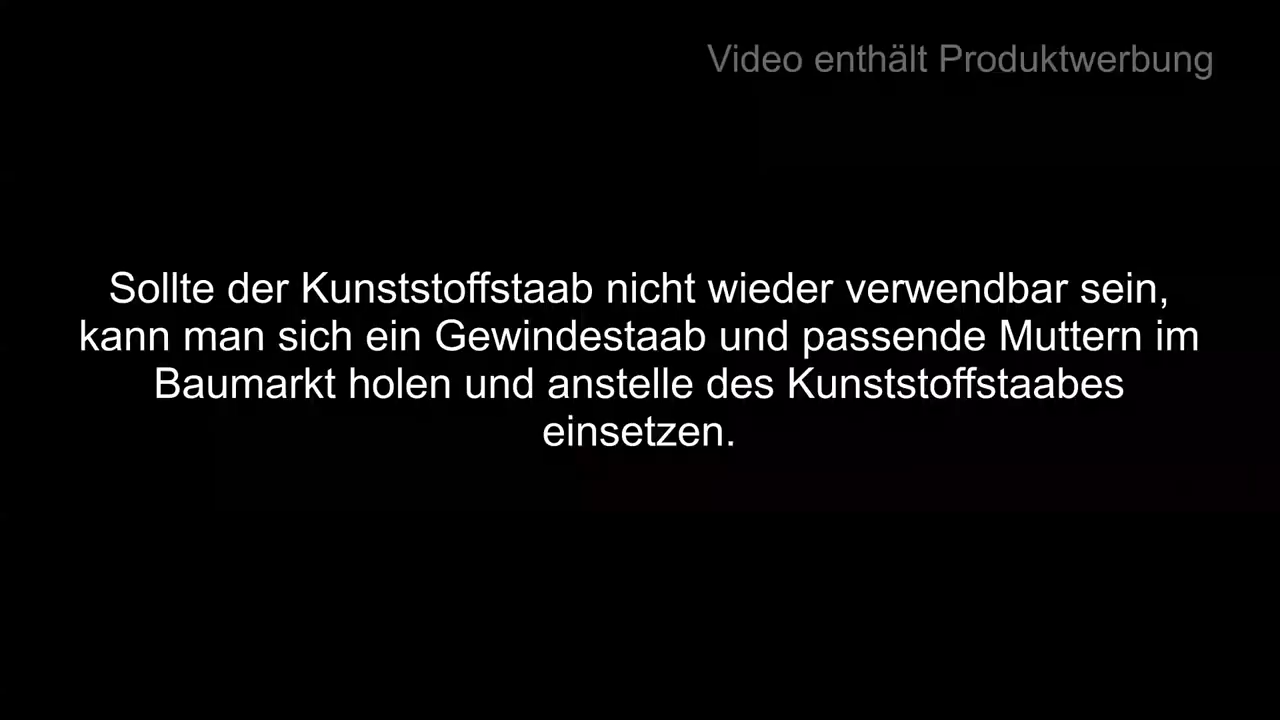 Video enthält Produktwerbung
Sollte der Kunststoffstaab nicht wieder verwendbar sein,
kann man sich ein Gewindestaab und passende Muttern im
Baumarkt holen und anstelle des Kunststoffstaabes
einsetzen.